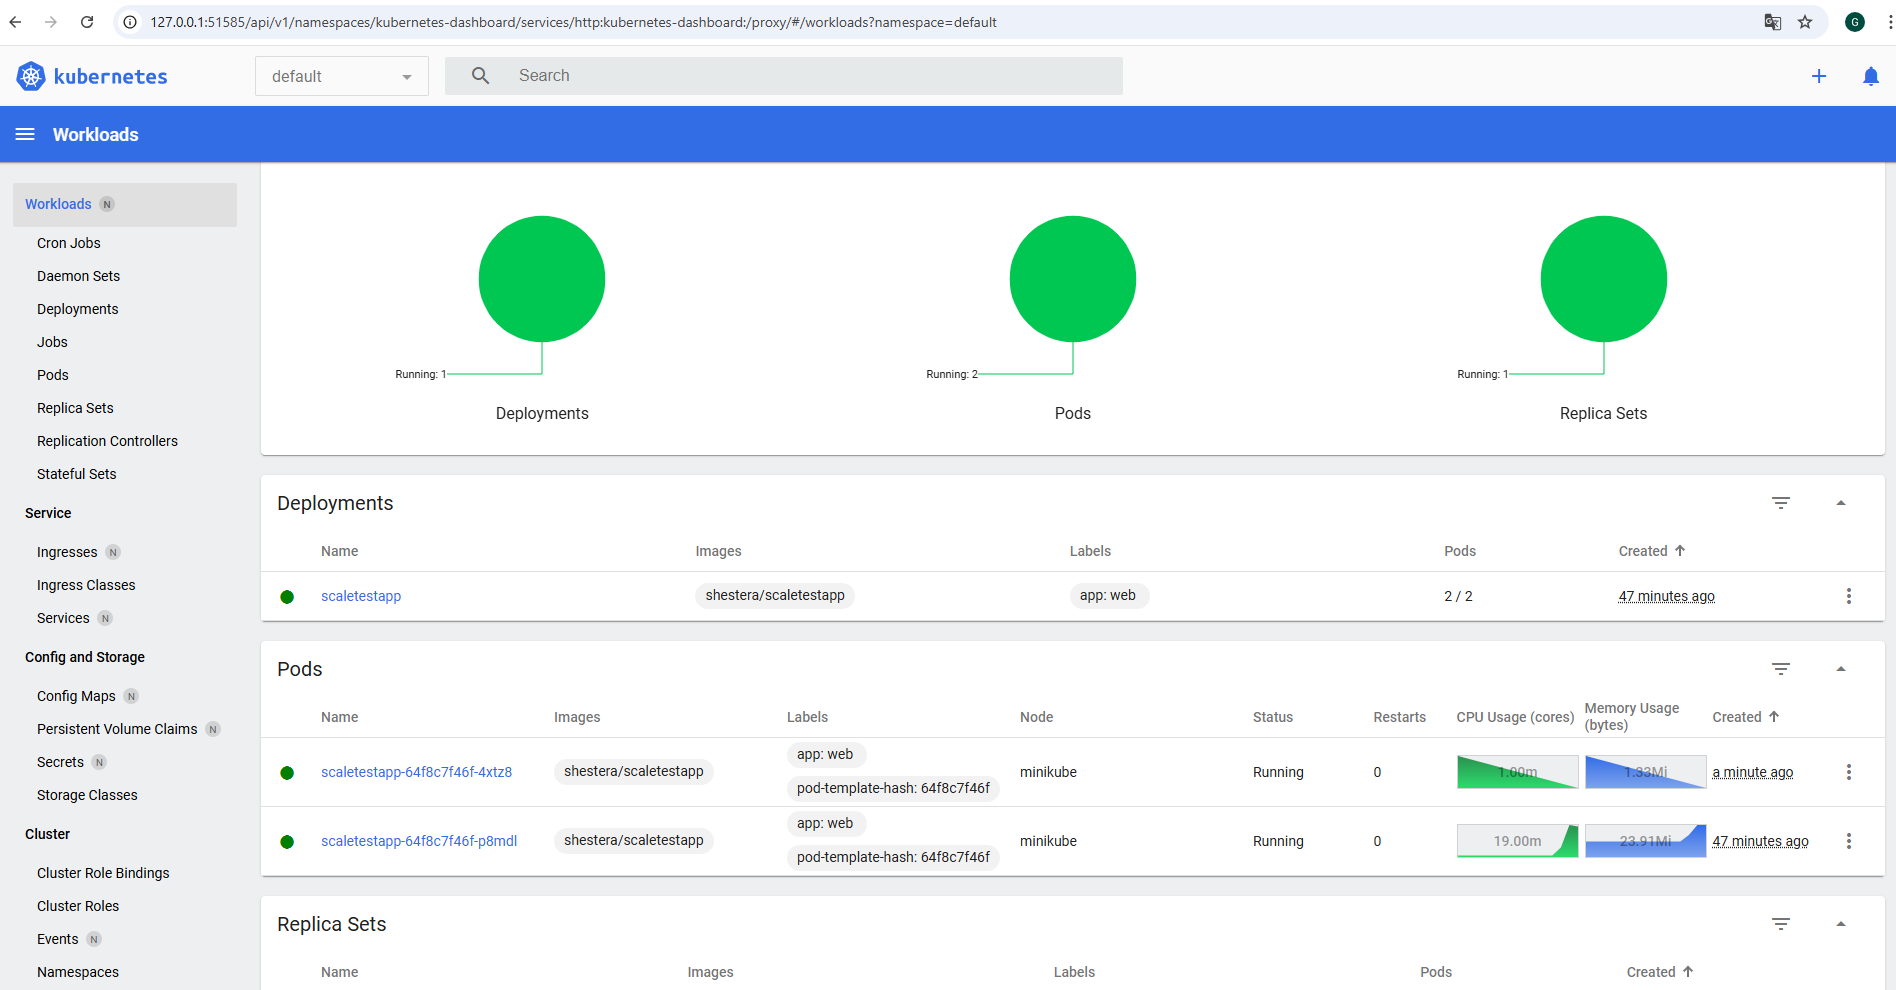 127.0.0.1:51585/api/v1/namespaces/kubernetes-dashboard/services/http:kubernetes-dashboard:/proxy/#/workloads?namespace=default
G
kubernetes
default
Search
Workloads
Workloads N
Cron Jobs
Daemon Sets
Deployments
Jobs
Pods
Replica Sets
Replication Controllers
Stateful Sets
Service
Ingresses N
Ingress Classes
Services N
Config and Storage
Config Maps N
Persistent Volume Claims N
Secrets N
Storage Classes
Cluster
Cluster Role Bindings
Cluster Roles
Events N
Namespaces
Running: 1
Deployments
Running: 2
Pods
Running: 1
Replica Sets
Deployments
Name Images Labels Pods Created
scaletestapp shestera/scaletestapp app: web 2 / 2 47 minutes ago
Pods
Name Images Labels Node Status Restarts CPU Usage (cores) Memory Usage (bytes) Created
scaletestapp-64f8c7f46f-4xtz8 shestera/scaletestapp app: web pod-template-hash: 64f8c7f46f minikube Running 0 1.00m 1.33Mi a minute ago
scaletestapp-64f8c7f46f-p8mdl shestera/scaletestapp app: web pod-template-hash: 64f8c7f46f minikube Running 0 19.00m 23.91Mi 47 minutes ago
Replica Sets
Name Images Labels Pods Created